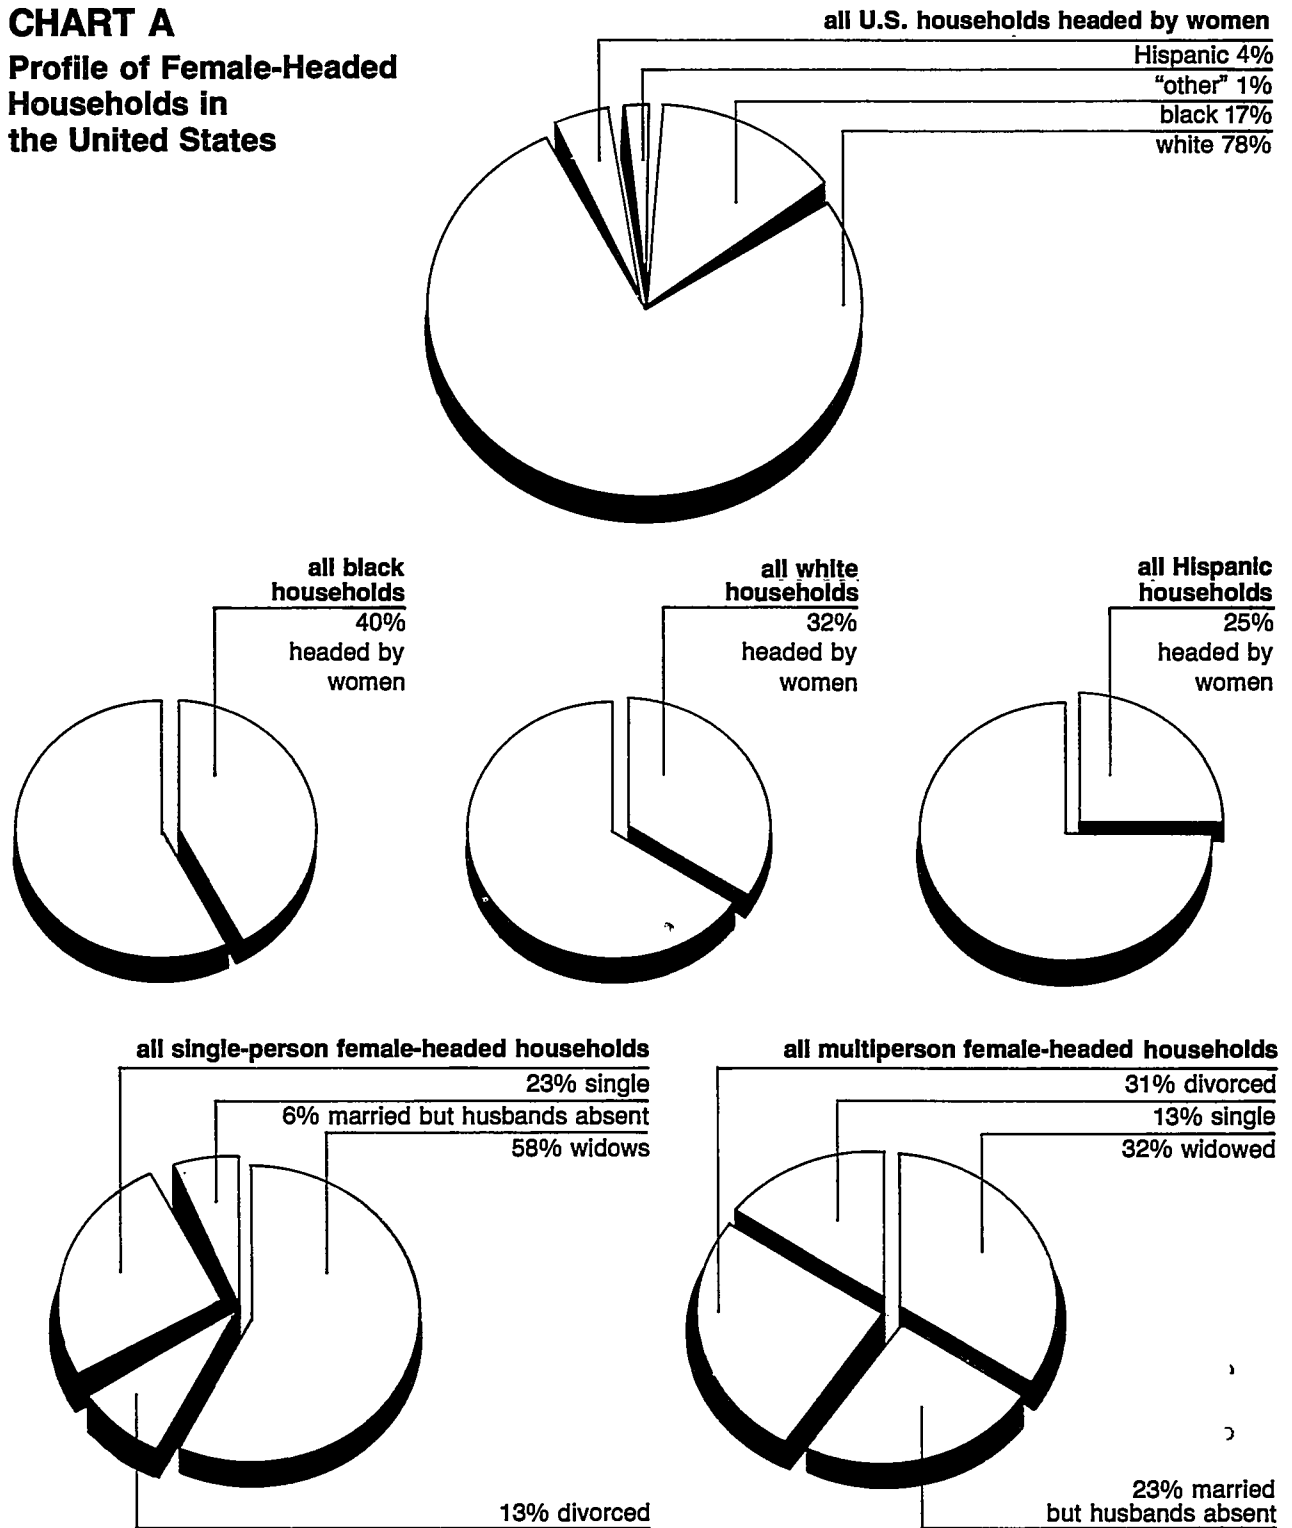 CHART A
Profile of Female-Headed
Households in
the United States
all U.S. households headed by women
Hispanic 4%
“other” 1%
black 17%
white 78%
all black
households
40%
headed by
women
all white
households
32%
headed by
women
all Hispanic
households
25%
headed by
women
all single-person female-headed households
23% single
6% married but husbands absent
58% widows
13% divorced
all multiperson female-headed households
31% divorced
13% single
32% widowed
23% married
but husbands absent